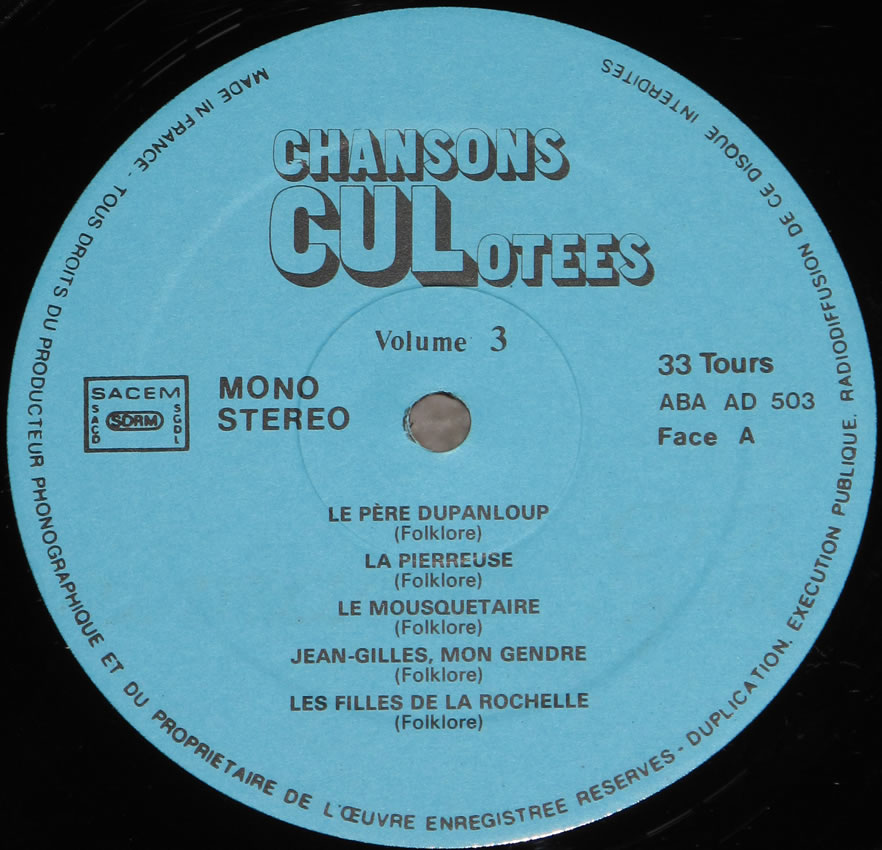 CHANSONS
CULOTEES
Volume 3
33 Tours
ABA AD 503
Face A
SACEM
SACD
SDRM
SGDL
MONO
STEREO
LE PÈRE DUPANLOUP
(Folklore)
LA PIERREUSE
(Folklore)
LE MOUSQUETAIRE
(Folklore)
JEAN-GILLES, MON GENDRE
(Folklore)
LES FILLES DE LA ROCHELLE
(Folklore)
MADE IN FRANCE - TOUS DROITS DU PRODUCTEUR PHONOGRAPHIQUE ET DU PROPRIETAIRE DE L'ŒUVRE ENREGISTREE RESERVES - DUPLICATION. EXECUTION PUBLIQUE. RADIODIFFUSION DE CE DISQUE INTERDITES